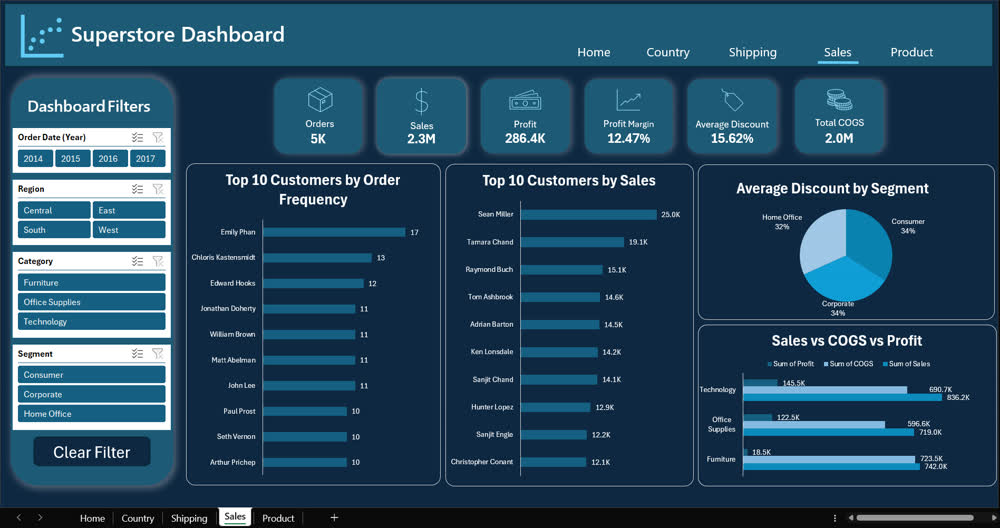 Superstore Dashboard
Home Country Shipping Sales Product
Dashboard Filters
Order Date (Year)
2014 2015 2016 2017
Region
Central East
South West
Category
Furniture
Office Supplies
Technology
Segment
Consumer
Corporate
Home Office
Clear Filter
Orders
5K
Sales
2.3M
Profit
286.4K
Profit Margin
12.47%
Average Discount
15.62%
Total COGS
2.0M
Top 10 Customers by Order
Frequency
Emily Phan 17
Chloris Kastensmidt 13
Edward Hooks 12
Jonathan Doherty 11
William Brown 11
Matt Abelman 11
John Lee 11
Paul Prost 10
Seth Vernon 10
Arthur Prichep 10
Top 10 Customers by Sales
Sean Miller 25.0K
Tamara Chand 19.1K
Raymond Buch 15.1K
Tom Ashbrook 14.6K
Adrian Barton 14.5K
Ken Lonsdale 14.2K
Sanjit Chand 14.1K
Hunter Lopez 12.9K
Sanjit Engle 12.2K
Christopher Conant 12.1K
Average Discount by Segment
Home Office
32%
Consumer
34%
Corporate
34%
Sales vs COGS vs Profit
Sum of Profit Sum of COGS Sum of Sales
Technology
145.5K
690.7K
836.2K
Office
Supplies
122.5K
596.6K
719.0K
Furniture
18.5K
723.5K
742.0K
Home Country Shipping Sales Product